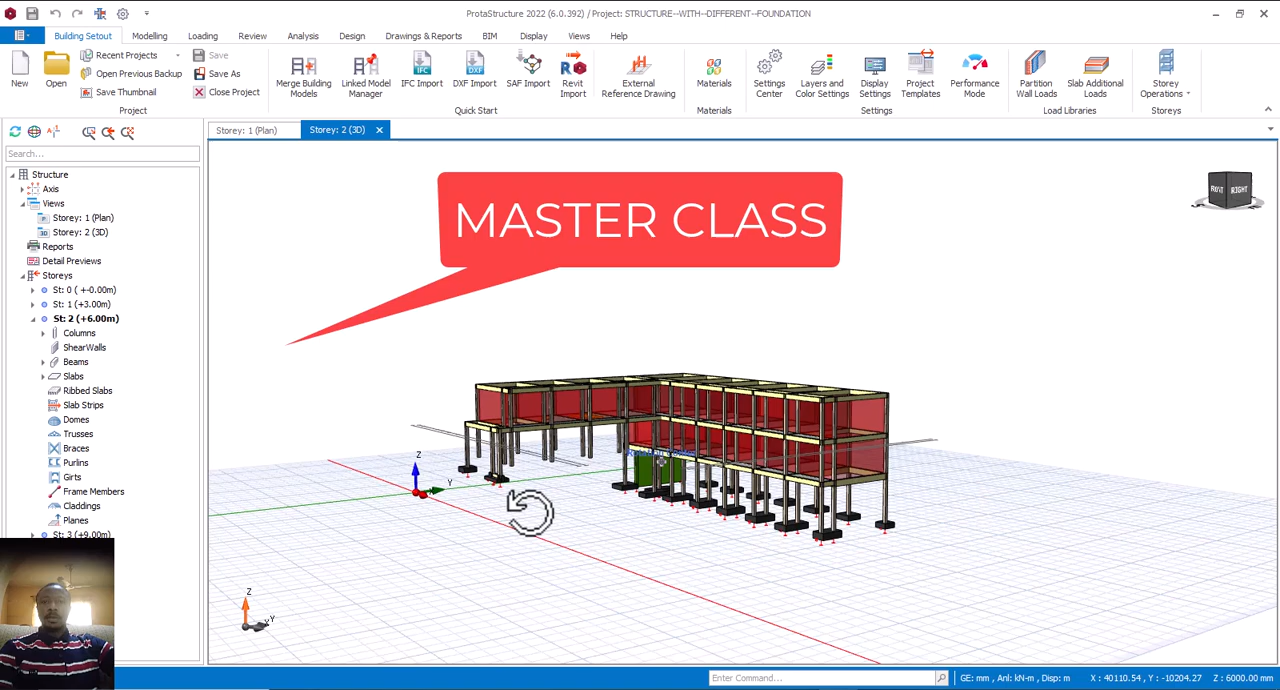 ProtaStructure 2022 (6.0.392) / Project: STRUCTURE--WITH--DIFFERENT--FOUNDATION
Building Setout Modelling Loading Review Analysis Design Drawings & Reports BIM Display Views Help
New
Open
Recent Projects
Open Previous Backup
Save Thumbnail
Save
Save As
Close Project
Merge Building Models
Linked Model Manager
IFC Import
DXF Import
SAF Import
Revit Import
External Reference Drawing
Materials
Settings Center
Layers and Color Settings
Display Settings
Project Templates
Performance Mode
Partition Wall Loads
Slab Additional Loads
Storey Operations
Project Quick Start Materials Settings Load Libraries Storeys
Storey: 1 (Plan) Storey: 2 (3D)
Search...
Structure
Axis
Views
Storey: 1 (Plan)
Storey: 2 (3D)
Reports
Detail Previews
Storeys
St: 0 ( +-0.00m)
St: 1 (+3.00m)
St: 2 (+6.00m)
Columns
ShearWalls
Beams
Slabs
Ribbed Slabs
Slab Strips
Domes
Trusses
Braces
Purlins
Girts
Frame Members
Claddings
Planes
St: 3 (+9.00m)
MASTER CLASS
RIGHT
Z
Y
Z
Y
Enter Command...
GE: mm, Anl: kN-m, Disp: m
X : 40110.54 , Y : -10204.27 Z : 6000.00 mm